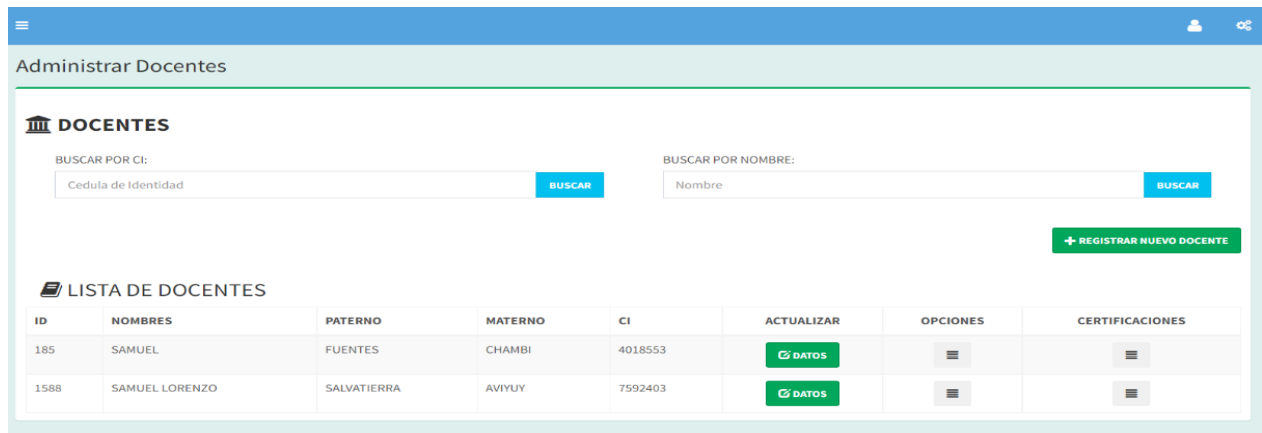 Administrar Docentes
DOCENTES
BUSCAR POR CI: BUSCAR POR NOMBRE:
Cedula de Identidad BUSCAR Nombre BUSCAR
REGISTRAR NUEVO DOCENTE
LISTA DE DOCENTES
ID NOMBRES PATERNO MATERNO CI ACTUALIZAR OPCIONES CERTIFICACIONES
185 SAMUEL FUENTES CHAMBI 4018553 DATOS
1588 SAMUEL LORENZO SALVATIERRA AVIYUY 7592403 DATOS